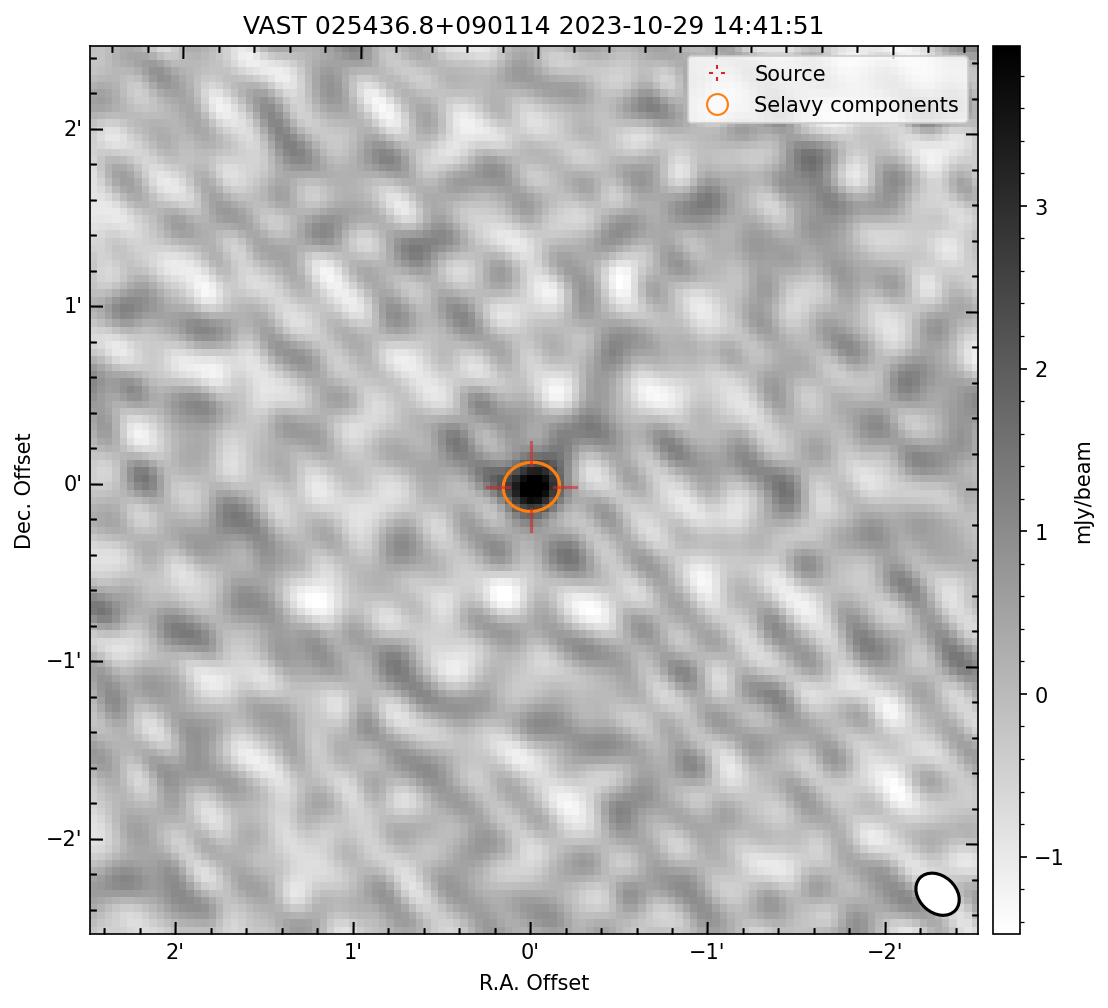 VAST 025436.8+090114 2023-10-29 14:41:51
Source
Selavy components
2'
1'
0'
−1'
−2'
Dec. Offset
2'
1'
0'
−1'
−2'
R.A. Offset
3
2
1
0
−1
mJy/beam